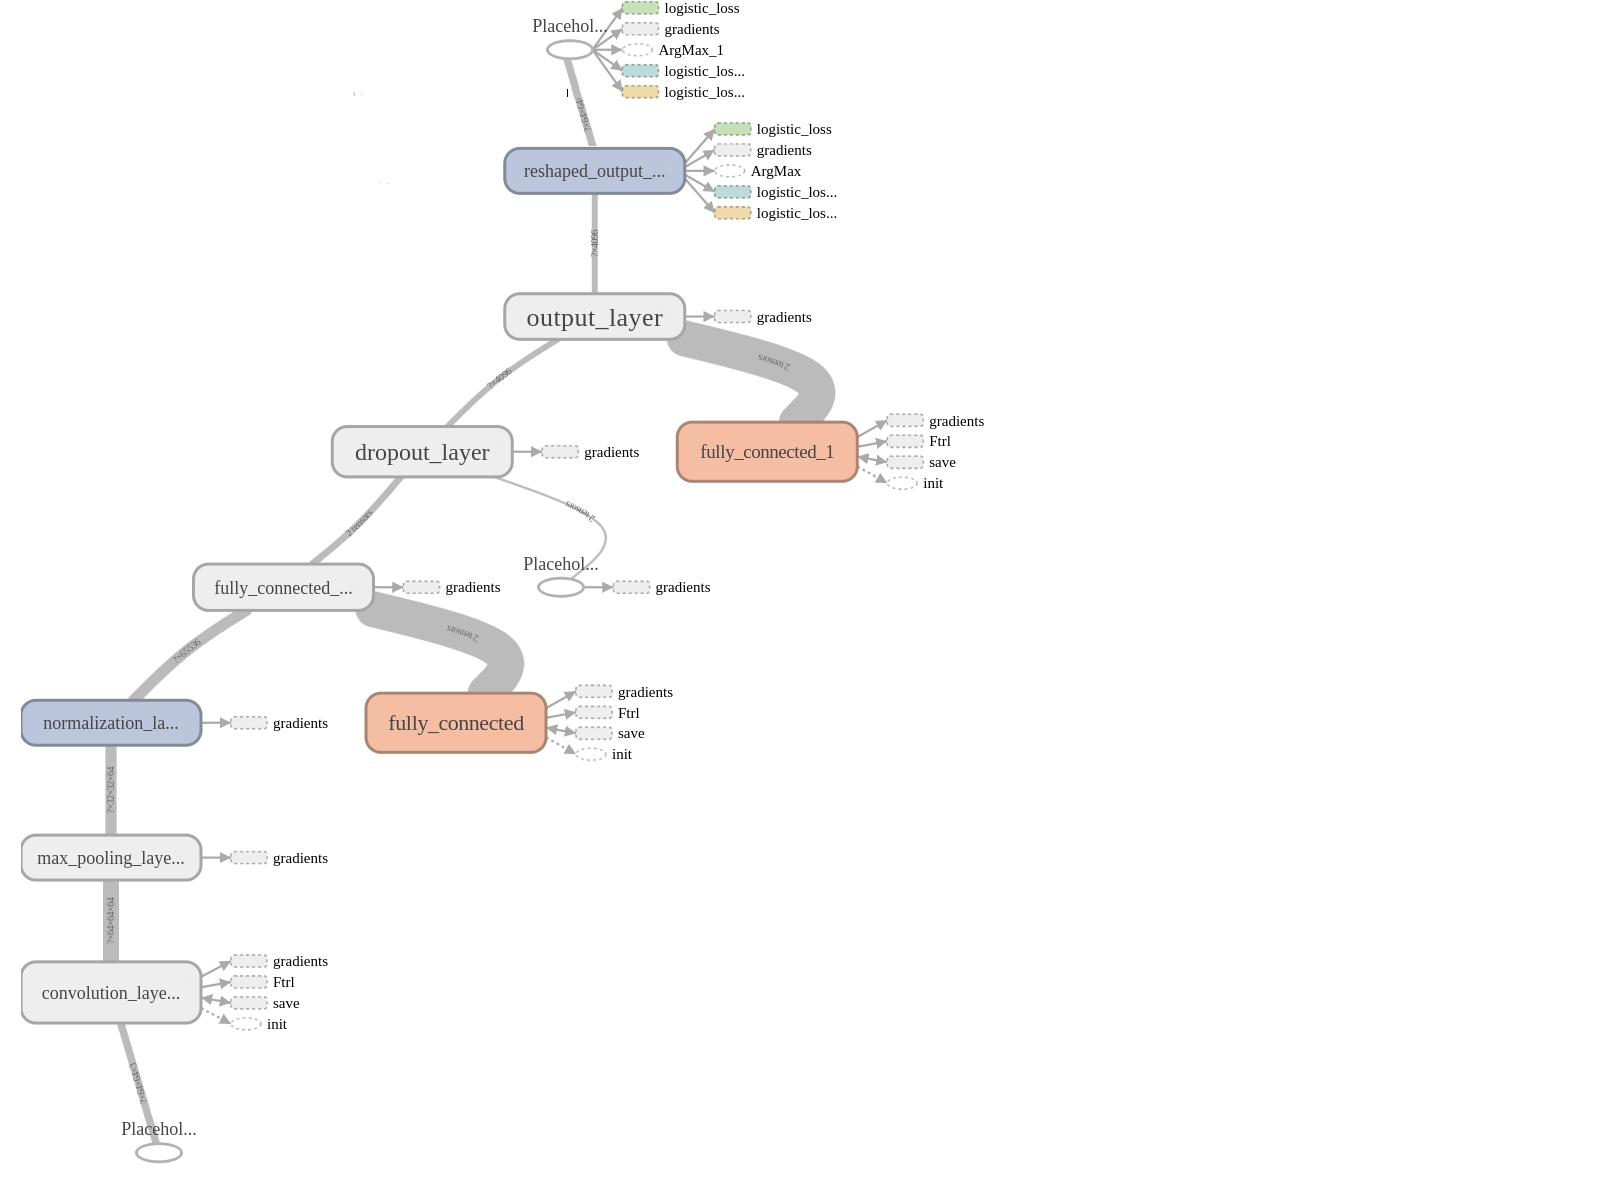 logistic_loss
Placehol...
gradients
ArgMax_1
logistic_los...
logistic_los...
?×64×64
logistic_loss
gradients
reshaped_output_...
ArgMax
logistic_los...
logistic_los...
?×4096
output_layer
gradients
2 tensors
?×4096
gradients
dropout_layer
gradients
fully_connected_1
Ftrl
save
init
2 tensors
2 tensors
Placehol...
fully_connected_...
gradients
gradients
2 tensors
?×65536
gradients
Ftrl
normalization_la...
gradients
fully_connected
save
init
?×32×32×64
max_pooling_laye...
gradients
?×64×64×64
gradients
Ftrl
convolution_laye...
save
init
?×64×64×3
Placehol...